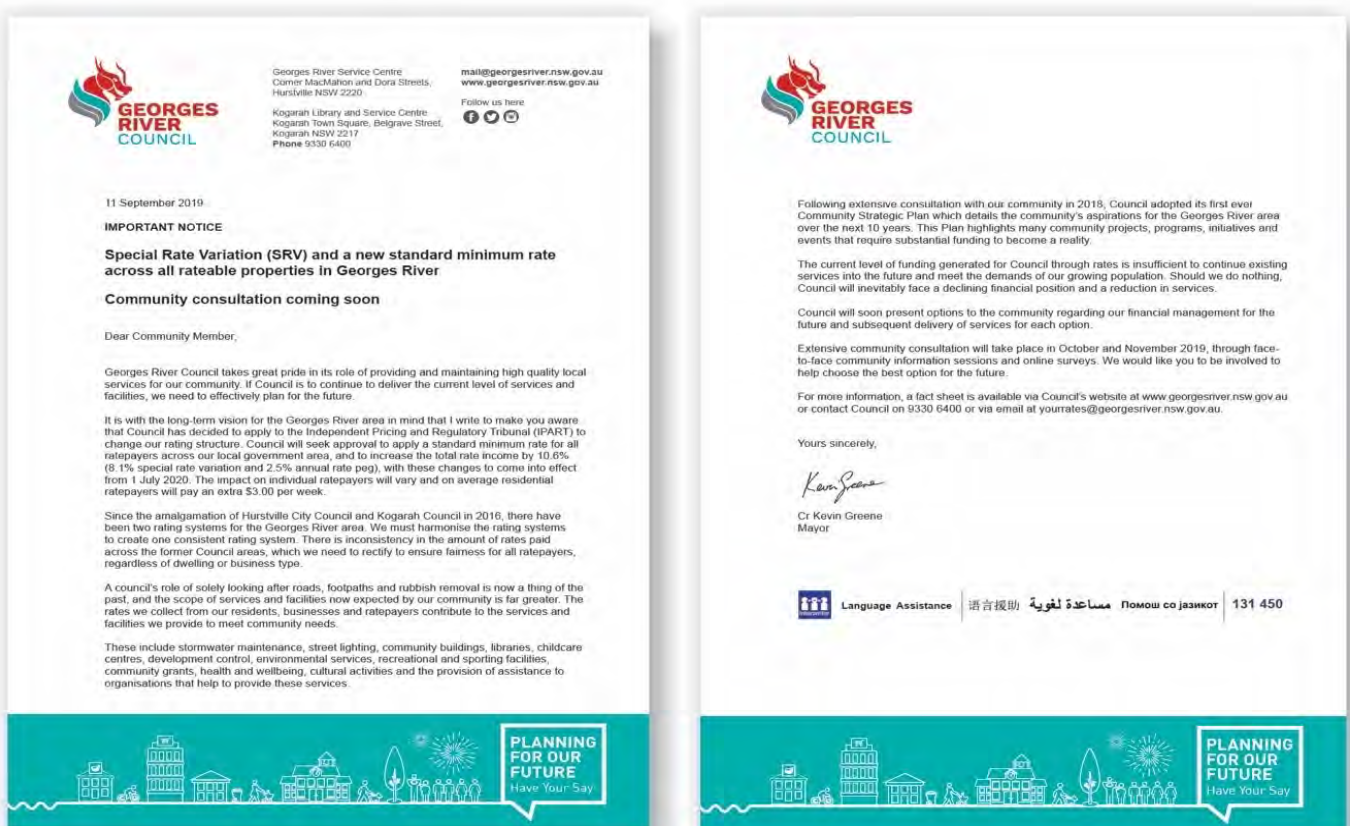 GEORGES
RIVER
COUNCIL
Georges River Service Centre
Corner MacMahon and Dora Streets,
Hurstville NSW 2220
Kogarah Library and Service Centre
Kogarah Town Square, Belgrave Street,
Kogarah NSW 2217
Phone 9330 6400
mail@georgesriver.nsw.gov.au
www.georgesriver.nsw.gov.au
Follow us here
11 September 2019
IMPORTANT NOTICE
Special Rate Variation (SRV) and a new standard minimum rate
across all rateable properties in Georges River
Community consultation coming soon
Dear Community Member,
Georges River Council takes great pride in its role of providing and maintaining high quality local
services for our community. If Council is to continue to deliver the current level of services and
facilities, we need to effectively plan for the future.
It is with the long-term vision for the Georges River area in mind that I write to make you aware
that Council has decided to apply to the Independent Pricing and Regulatory Tribunal (IPART) to
change our rating structure. Council will seek approval to apply a standard minimum rate for all
ratepayers across our local government area, and to increase the total rate income by 10.6%
(8.1% special rate variation and 2.5% annual rate peg), with these changes to come into effect
from 1 July 2020. The impact on individual ratepayers will vary and on average residential
ratepayers will pay an extra $3.00 per week.
Since the amalgamation of Hurstville City Council and Kogarah Council in 2016, there have
been two rating systems for the Georges River area. We must harmonise the rating systems
to create one consistent rating system. There is inconsistency in the amount of rates paid
across the former Council areas, which we need to rectify to ensure fairness for all ratepayers,
regardless of dwelling or business type.
A council's role of solely looking after roads, footpaths and rubbish removal is now a thing of the
past, and the scope of services and facilities now expected by our community is far greater. The
rates we collect from our residents, businesses and ratepayers contribute to the services and
facilities we provide to meet community needs.
These include stormwater maintenance, street lighting, community buildings, libraries, childcare
centres, development control, environmental services, recreational and sporting facilities,
community grants, health and wellbeing, cultural activities and the provision of assistance to
organisations that help to provide these services.
PLANNING
FOR OUR
FUTURE
Have Your Say
GEORGES
RIVER
COUNCIL
Following extensive consultation with our community in 2018, Council adopted its first ever
Community Strategic Plan which details the community's aspirations for the Georges River area
over the next 10 years. This Plan highlights many community projects, programs, initiatives and
events that require substantial funding to become a reality.
The current level of funding generated for Council through rates is insufficient to continue existing
services into the future and meet the demands of our growing population. Should we do nothing,
Council will inevitably face a declining financial position and a reduction in services.
Council will soon present options to the community regarding our financial management for the
future and subsequent delivery of services for each option.
Extensive community consultation will take place in October and November 2019, through face-
to-face community information sessions and online surveys. We would like you to be involved to
help choose the best option for the future.
For more information, a fact sheet is available via Council's website at www.georgesriver.nsw.gov.au
or contact Council on 9330 6400 or via email at yourrates@georgesriver.nsw.gov.au.
Yours sincerely,
Kevin Greene
Cr Kevin Greene
Mayor
Language Assistance 语言援助 مساعدة لغوية Помош со јазикот 131 450
PLANNING
FOR OUR
FUTURE
Have Your Say